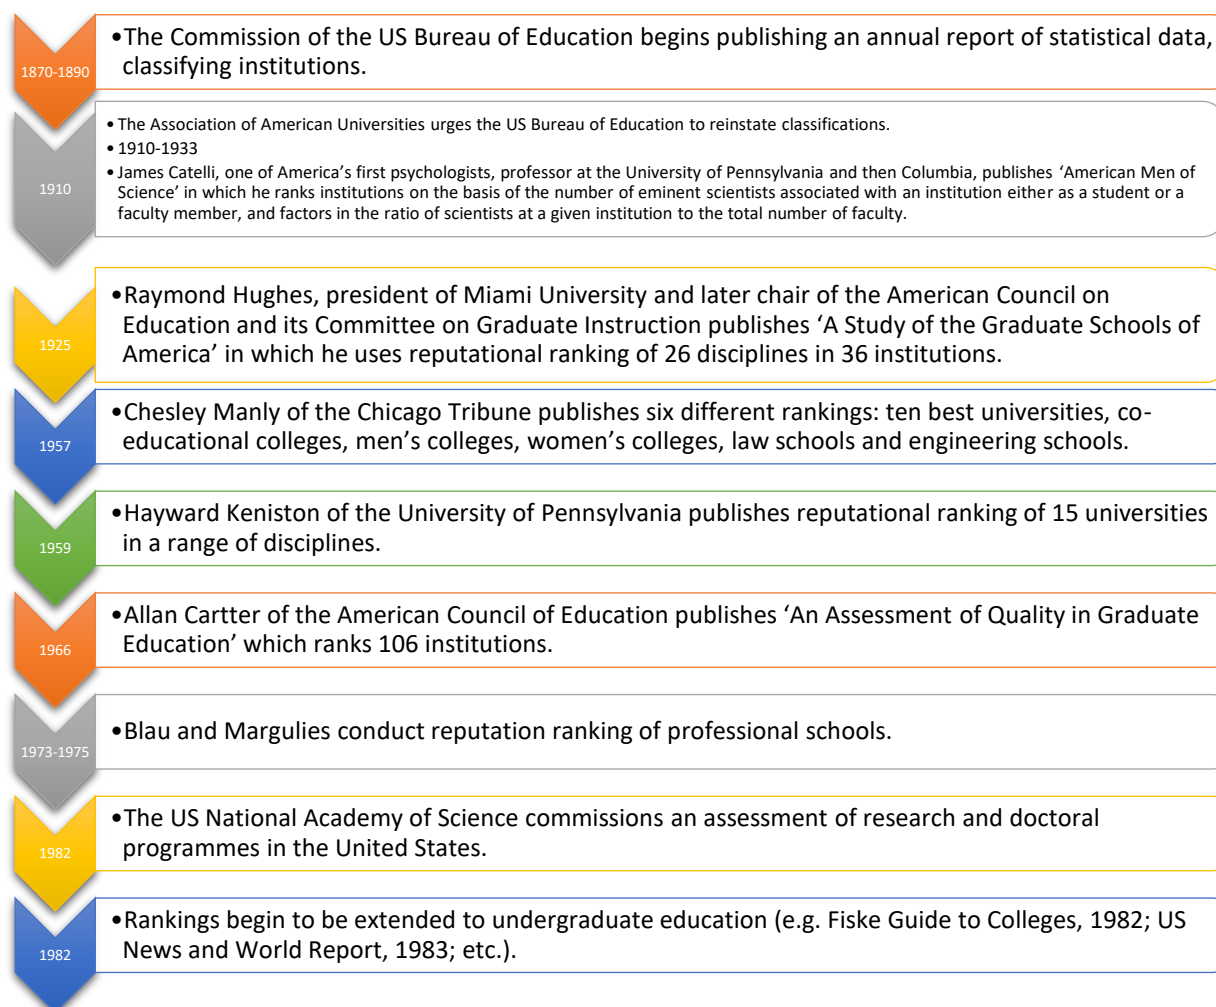 1870-1890
•The Commission of the US Bureau of Education begins publishing an annual report of statistical data,
classifying institutions.
1910
• The Association of American Universities urges the US Bureau of Education to reinstate classifications.
• 1910-1933
• James Catelli, one of America’s first psychologists, professor at the University of Pennsylvania and then Columbia, publishes ‘American Men of
Science’ in which he ranks institutions on the basis of the number of eminent scientists associated with an institution either as a student or a
faculty member, and factors in the ratio of scientists at a given institution to the total number of faculty.
1925
•Raymond Hughes, president of Miami University and later chair of the American Council on
Education and its Committee on Graduate Instruction publishes ‘A Study of the Graduate Schools of
America’ in which he uses reputational ranking of 26 disciplines in 36 institutions.
1957
•Chesley Manly of the Chicago Tribune publishes six different rankings: ten best universities, co-
educational colleges, men’s colleges, women’s colleges, law schools and engineering schools.
1959
•Hayward Keniston of the University of Pennsylvania publishes reputational ranking of 15 universities
in a range of disciplines.
1966
•Allan Cartter of the American Council of Education publishes ‘An Assessment of Quality in Graduate
Education’ which ranks 106 institutions.
1973-1975
•Blau and Margulies conduct reputation ranking of professional schools.
1982
•The US National Academy of Science commissions an assessment of research and doctoral
programmes in the United States.
1982
•Rankings begin to be extended to undergraduate education (e.g. Fiske Guide to Colleges, 1982; US
News and World Report, 1983; etc.).